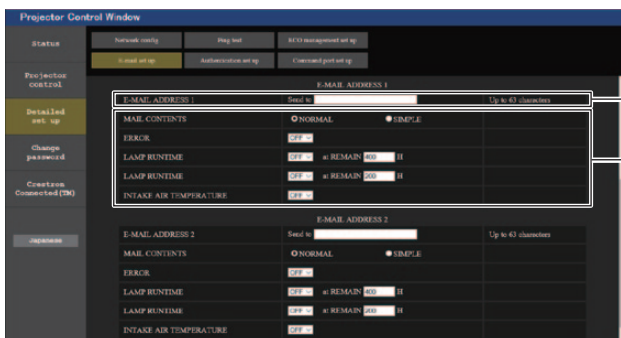 Projector Control Window
Status
Projector
control
Detailed
set up
Change
password
Crestron
Connected(TM)
Japanese
Network config Ping test ECO management set up
E-mail set up Authentication set up Command port set up
E-MAIL ADDRESS 1
E-MAIL ADDRESS 1 Send to Up to 63 characters
MAIL CONTENTS NORMAL SIMPLE
ERROR OFF
LAMP RUNTIME OFF at REMAIN 400 H
LAMP RUNTIME OFF at REMAIN 200 H
INTAKE AIR TEMPERATURE OFF
E-MAIL ADDRESS 2
E-MAIL ADDRESS 2 Send to Up to 63 characters
MAIL CONTENTS NORMAL SIMPLE
ERROR OFF
LAMP RUNTIME OFF at REMAIN 400 H
LAMP RUNTIME OFF at REMAIN 200 H
INTAKE AIR TEMPERATURE OFF